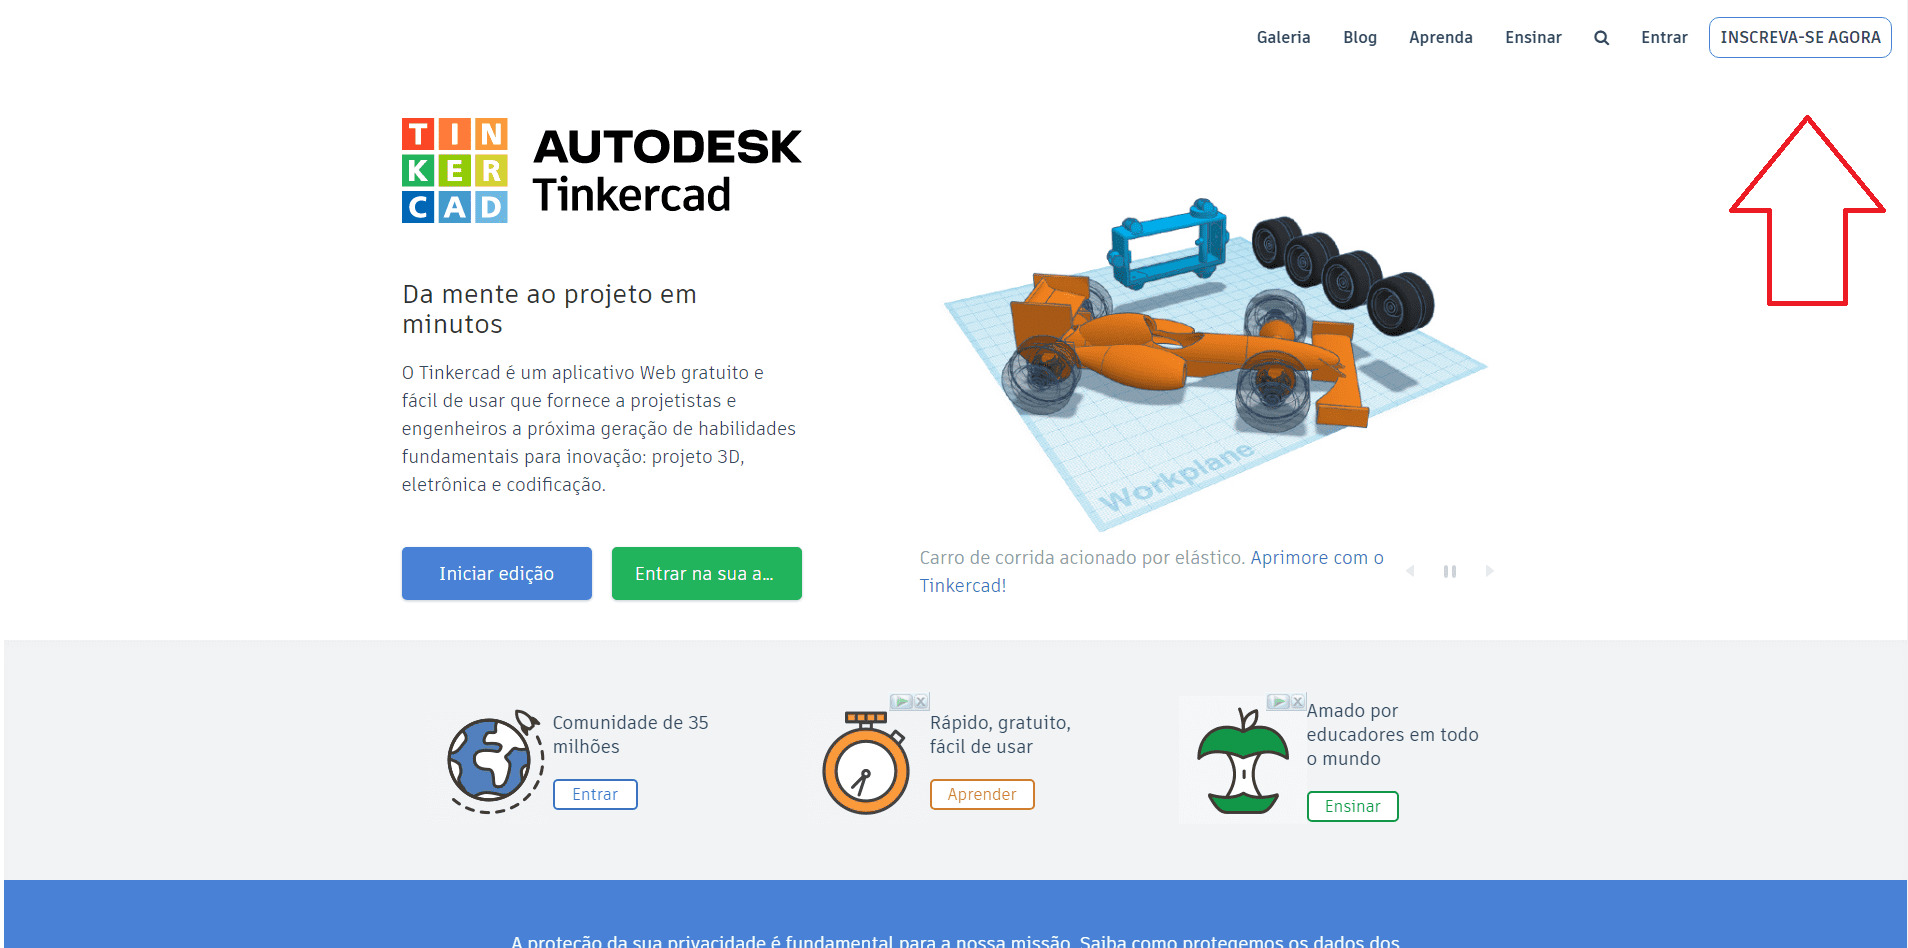 Galeria Blog Aprenda Ensinar Entrar INSCREVA-SE AGORA
TIN
KER
CAD
AUTODESK
Tinkercad
Da mente ao projeto em
minutos
O Tinkercad é um aplicativo Web gratuito e
fácil de usar que fornece a projetistas e
engenheiros a próxima geração de habilidades
fundamentais para inovação: projeto 3D,
eletrônica e codificação.
Iniciar edição
Entrar na sua a...
Workplane
Carro de corrida acionado por elástico. Aprimore com o
Tinkercad!
Comunidade de 35
milhões
Entrar
Rápido, gratuito,
fácil de usar
Aprender
Amado por
educadores em todo
o mundo
Ensinar
A proteção da sua privacidade é fundamental para a nossa missão. Saiba como protegemos os dados dos